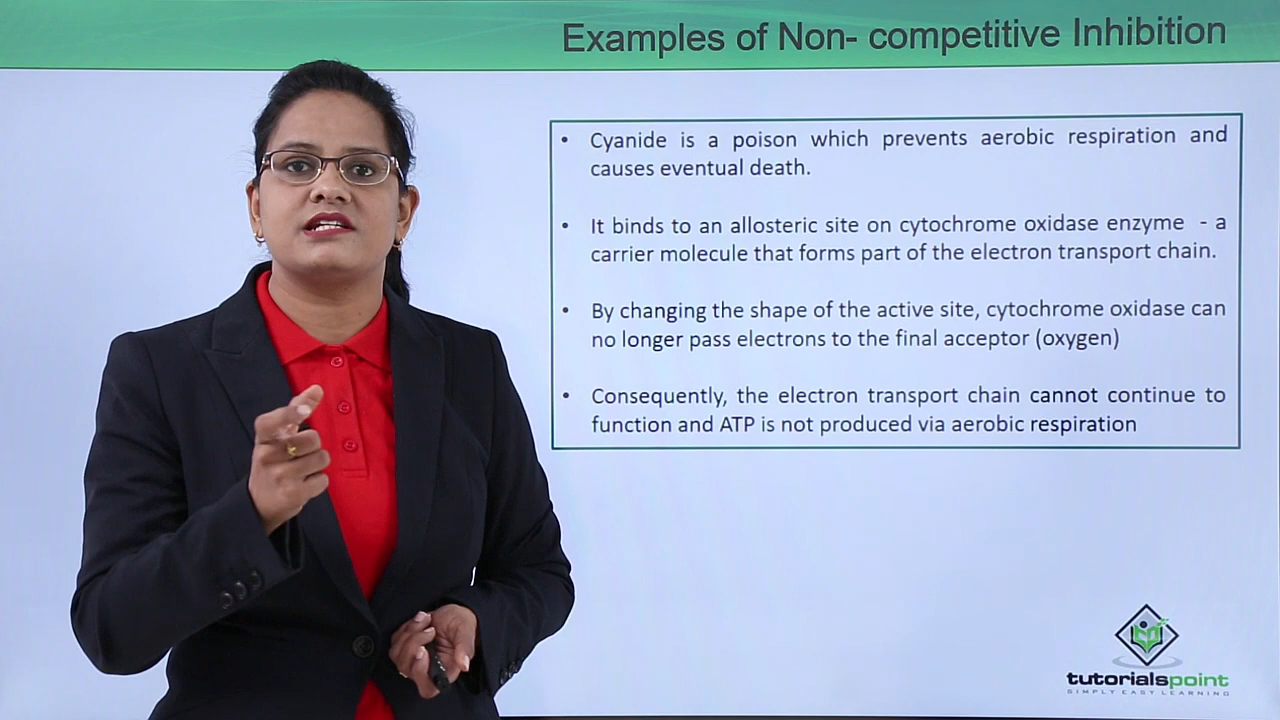 Examples of Non- competitive Inhibition
• Cyanide is a poison which prevents aerobic respiration and
causes eventual death.
• It binds to an allosteric site on cytochrome oxidase enzyme - a
carrier molecule that forms part of the electron transport chain.
• By changing the shape of the active site, cytochrome oxidase can
no longer pass electrons to the final acceptor (oxygen)
• Consequently, the electron transport chain cannot continue to
function and ATP is not produced via aerobic respiration
tutorialspoint
SIMPLY EASY LEARNING